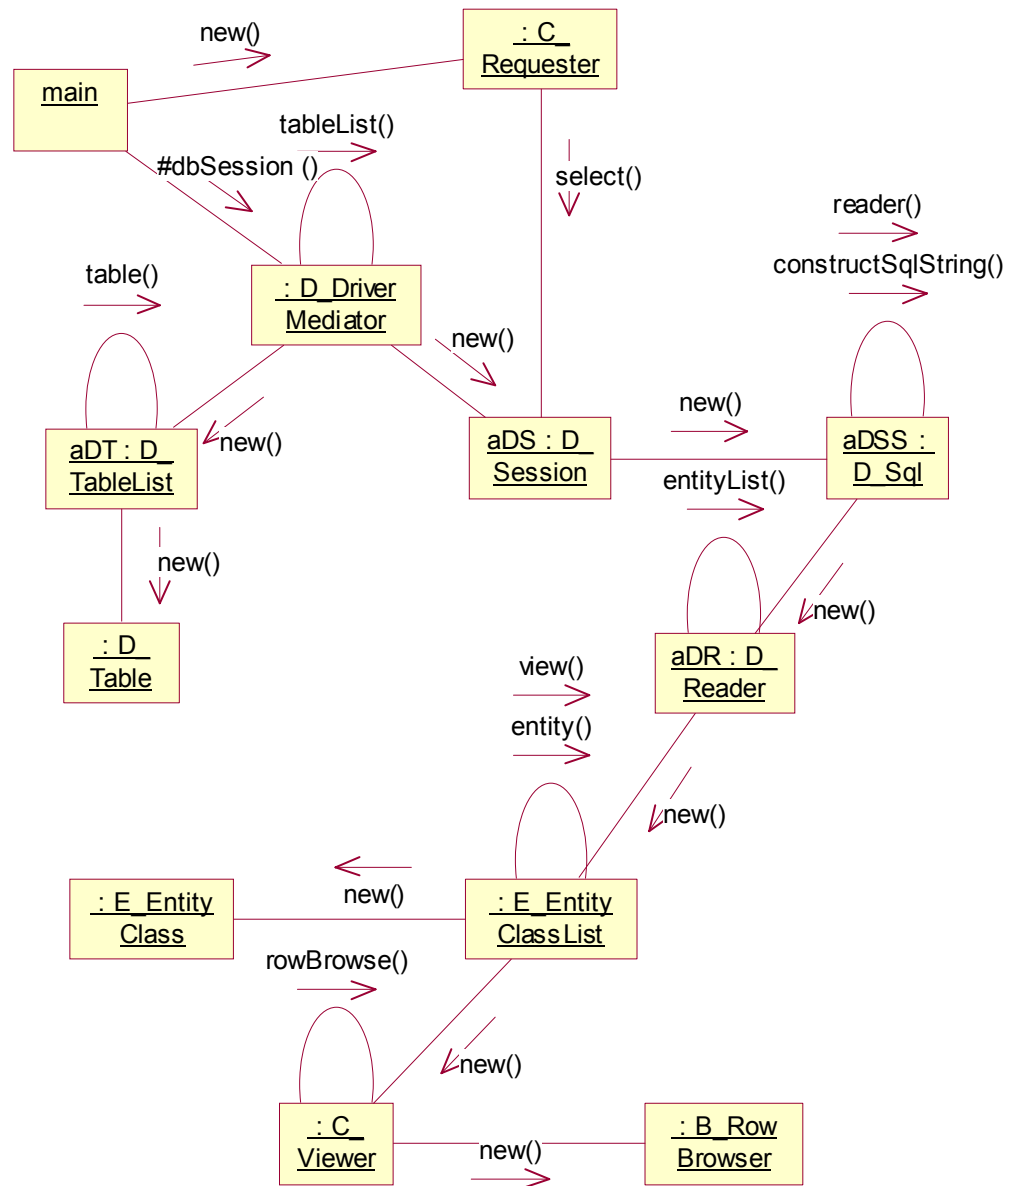 new()
: C_
Requester
main
tableList()
#dbSession ()
select()
reader()
constructSqlString()
table()
: D_Driver
Mediator
new()
new()
aDT : D_
TableList
new()
aDS : D_
Session
new()
aDSS :
D_Sql
entityList()
new()
new()
: D_
Table
aDR : D_
Reader
view()
entity()
new()
new()
: E_Entity
Class
: E_Entity
ClassList
rowBrowse()
new()
: C_
Viewer
new()
: B_Row
Browser